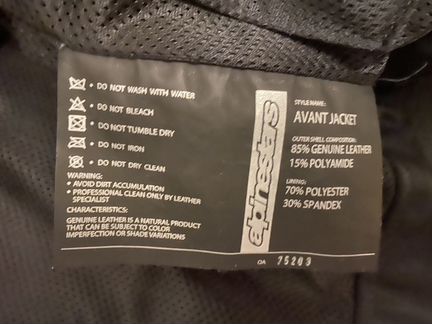 • DO NOT WASH WITH WATER
• DO NOT BLEACH
• DO NOT TUMBLE DRY
• DO NOT IRON
• DO NOT DRY CLEAN
WARNING:
• AVOID DIRT ACCUMULATION
• PROFESSIONAL CLEAN ONLY BY LEATHER
SPECIALIST
CHARACTERISTICS:
GENUINE LEATHER IS A NATURAL PRODUCT
THAT CAN BE SUBJECT TO COLOR
IMPERFECTION OR SHADE VARIATIONS
alpinestars
STYLE NAME:
AVANT JACKET
OUTER SHELL COMPOSITION:
85% GENUINE LEATHER
15% POLYAMIDE
LINING:
70% POLYESTER
30% SPANDEX
QA 75209